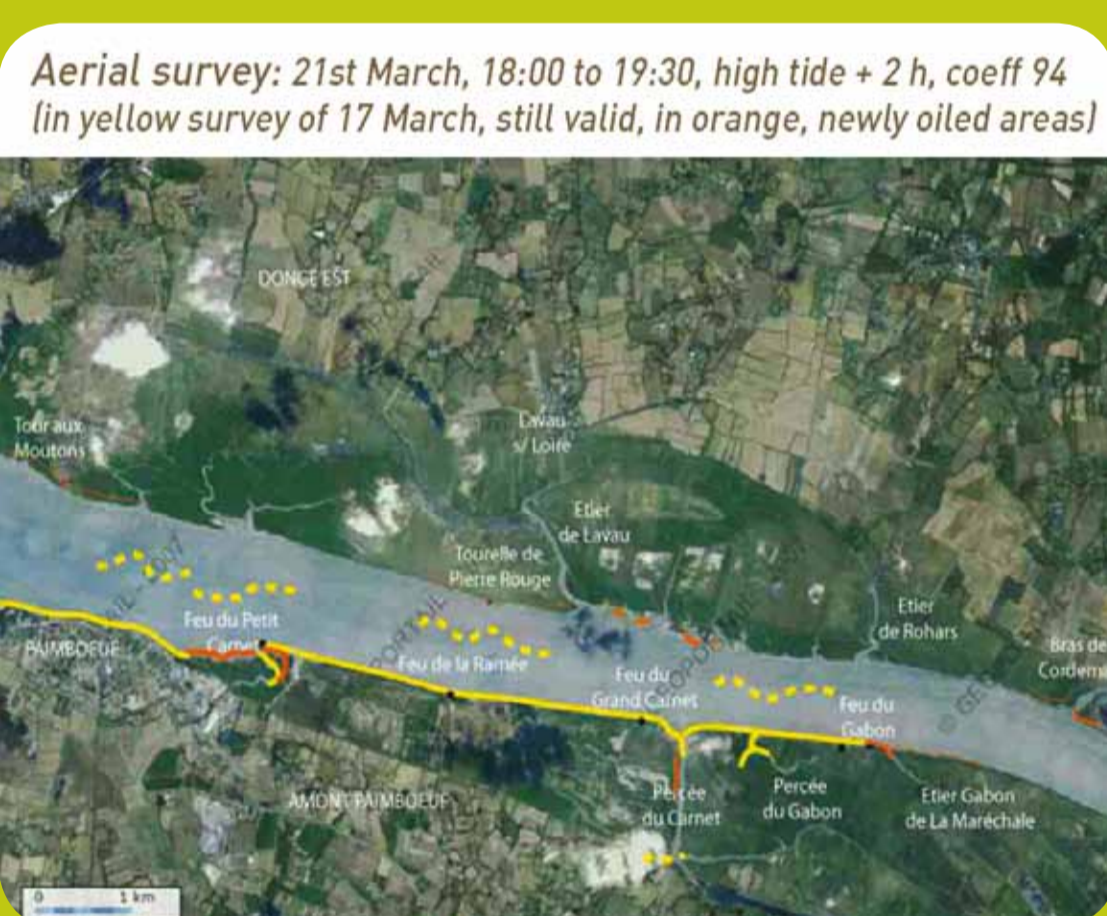 Aerial survey: 21st March, 18:00 to 19:30, high tide + 2 h, coeff 94
(in yellow survey of 17 March, still valid, in orange, newly oiled areas)
DONGE EST
Tour aux
Moutons
Lavau
s/ Loire
Etier
de Lavau
Tourelle de
Pierre Rouge
Etier
de Rohars
Feu du Petit
Carnet
PAIMBOEUF
Feu de la Ramée
Bras de
Cordem
Feu du
Grand Carnet
Feu du
Gabon
AMONT PAIMBOEUF
Percée
du Carnet
Percée
du Gabon
Etier Gabon
de La Maréchale
0 1 km